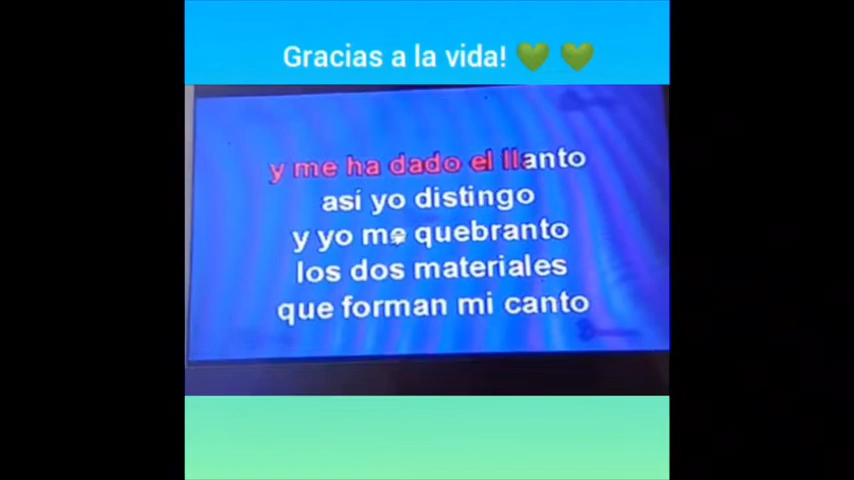 Gracias a la vida! 💚 💚
y me ha dado el llanto
así yo distingo
y yo me quebranto
los dos materiales
que forman mi canto